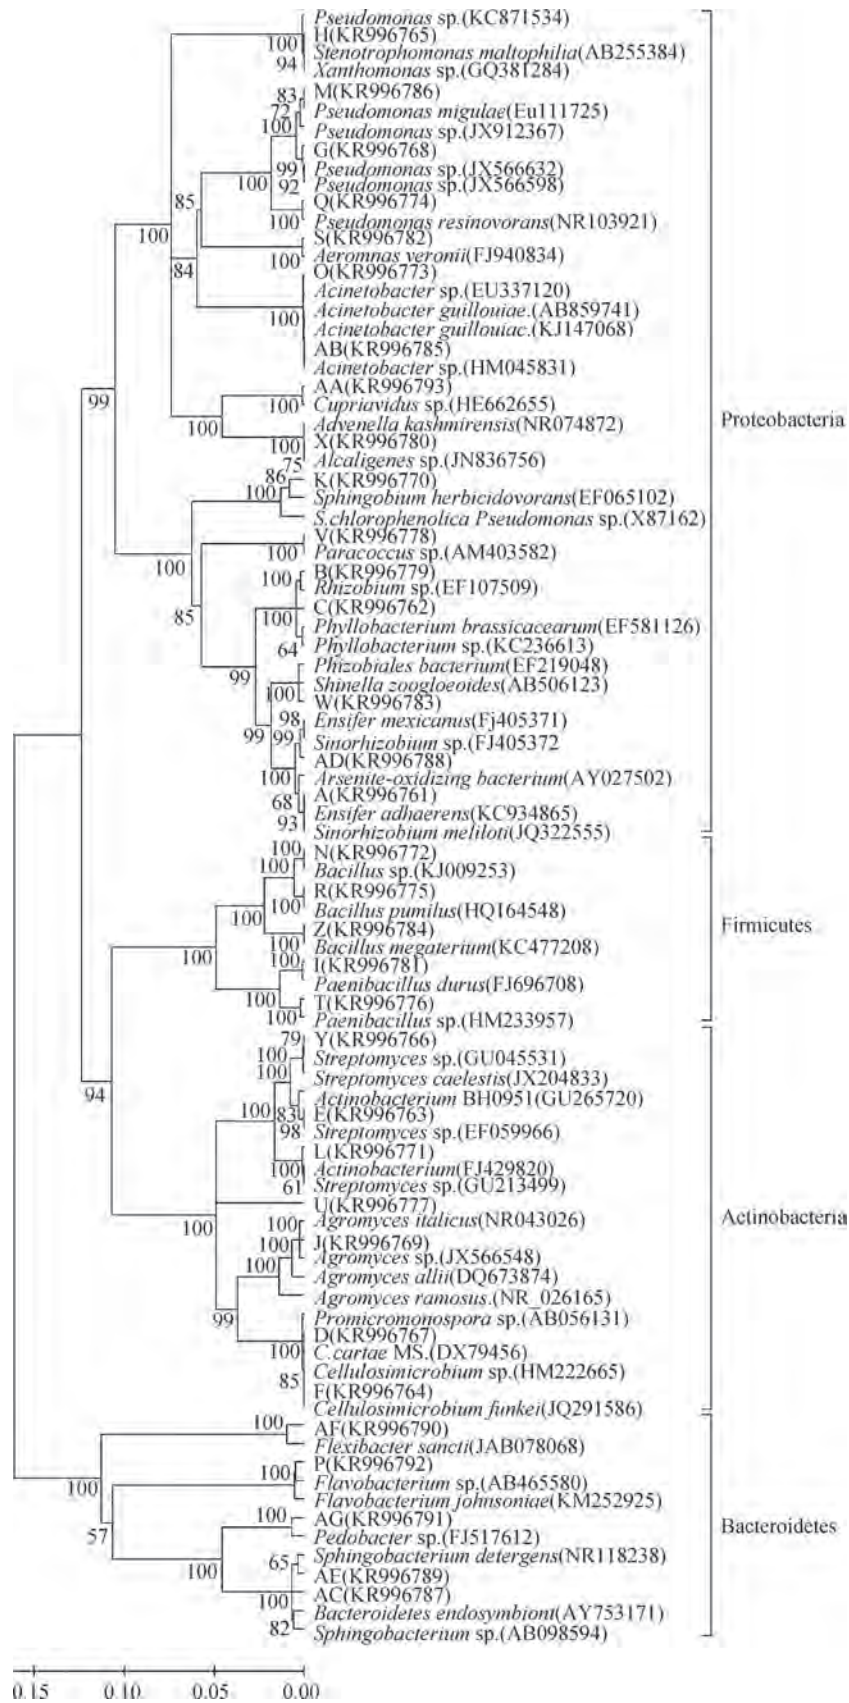 Pseudomonas sp.(KC871534)
H(KR996765)
100
Stenotrophomonas maltophilia(AB255384)
94
Xanthomonas sp.(GQ381284)
83
M(KR996786)
72
Pseudomonas migulae(Eu111725)
100
Pseudomonas sp.(JX912367)
G(KR996768)
99
Pseudomonas sp.(JX566632)
100
92
Pseudomonas sp.(JX566598)
85
Q(KR996774)
100
Pseudomonas resinovorans(NR103921)
100
S(KR996782)
100
Aeromnas veronii(FJ940834)
84
O(KR996773)
Acinetobacter sp.(EU337120)
Acinetobacter guillouiae.(AB859741)
100
Acinetobacter guillouiac.(KJ147068)
AB(KR996785)
Acinetobacter sp.(HM045831)
AA(KR996793)
99
100
Cupriavidus sp.(HE662655)
Proteobacteria
100
Advenella kashmirensis(NR074872)
100
X(KR996780)
75
Alcaligenes sp.(JN836756)
86
K(KR996770)
100
Sphingobium herbicidovorans(EF065102)
S.chlorophenolica Pseudomonas sp.(X87162)
V(KR996778)
100
Paracoccus sp.(AM403582)
100
B(KR996779)
100
Rhizobium sp.(EF107509)
85
C(KR996762)
100
Phyllobacterium brassicacearum(EF581126)
64
Phyllobacterium sp.(KC236613)
99
Phizobiales bacterium(EF219048)
Shinella zoogloeoides(AB506123)
100
W(KR996783)
98
Ensifer mexicanus(Fj405371)
99
99
Sinorhizobium sp.(FJ405372
AD(KR996788)
100
Arsenite-oxidizing bacterium(AY027502)
68
A(KR996761)
Ensifer adhaerens(KC934865)
93
Sinorhizobium meliloti(JQ322555)
100
N(KR996772)
100
Bacillus sp.(KJ009253)
R(KR996775)
100
100
Bacillus pumilus(HQ164548)
Firmicutes
Z(KR996784)
100
100
Bacillus megaterium(KC477208)
100
I(KR996781)
Paenibacillus durus(FJ696708)
100
T(KR996776)
100
Paenibacillus sp.(HM233957)
79
Y(KR996766)
100
Streptomyces sp.(GU045531)
100
Streptomyces caelestis(JX204833)
94
Actinobacterium BH0951(GU265720)
100
83
E(KR996763)
98
Streptomyces sp.(EF059966)
L(KR996771)
100
Actinobacterium(FJ429820)
61
Streptomyces sp.(GU213499)
U(KR996777)
100
100
Agromyces italicus(NR043026)
Actinobacteria
100
J(KR996769)
100
Agromyces sp.(JX566548)
Agromyces allii(DQ673874)
Agromyces ramosus.(NR_026165)
99
Promicromonospora sp.(AB056131)
D(KR996767)
100
C.cartae MS.(DX79456)
Cellulosimicrobium sp.(HM222665)
85
F(KR996764)
Cellulosimicrobium funkei(JQ291586)
100
AF(KR996790)
Flexibacter sancti(JAB078068)
P(KR996792)
100
100
Flavobacterium sp.(AB465580)
Flavobacterium johnsoniae(KM252925)
100
AG(KR996791)
57
Pedobacter sp.(FJ517612)
Bacteroidetes
65
Sphingobacterium detergens(NR118238)
100
AE(KR996789)
AC(KR996787)
100
Bacteroidetes endosymbiont(AY753171)
82
Sphingobacterium sp.(AB098594)
0.15 0.10 0.05 0.00